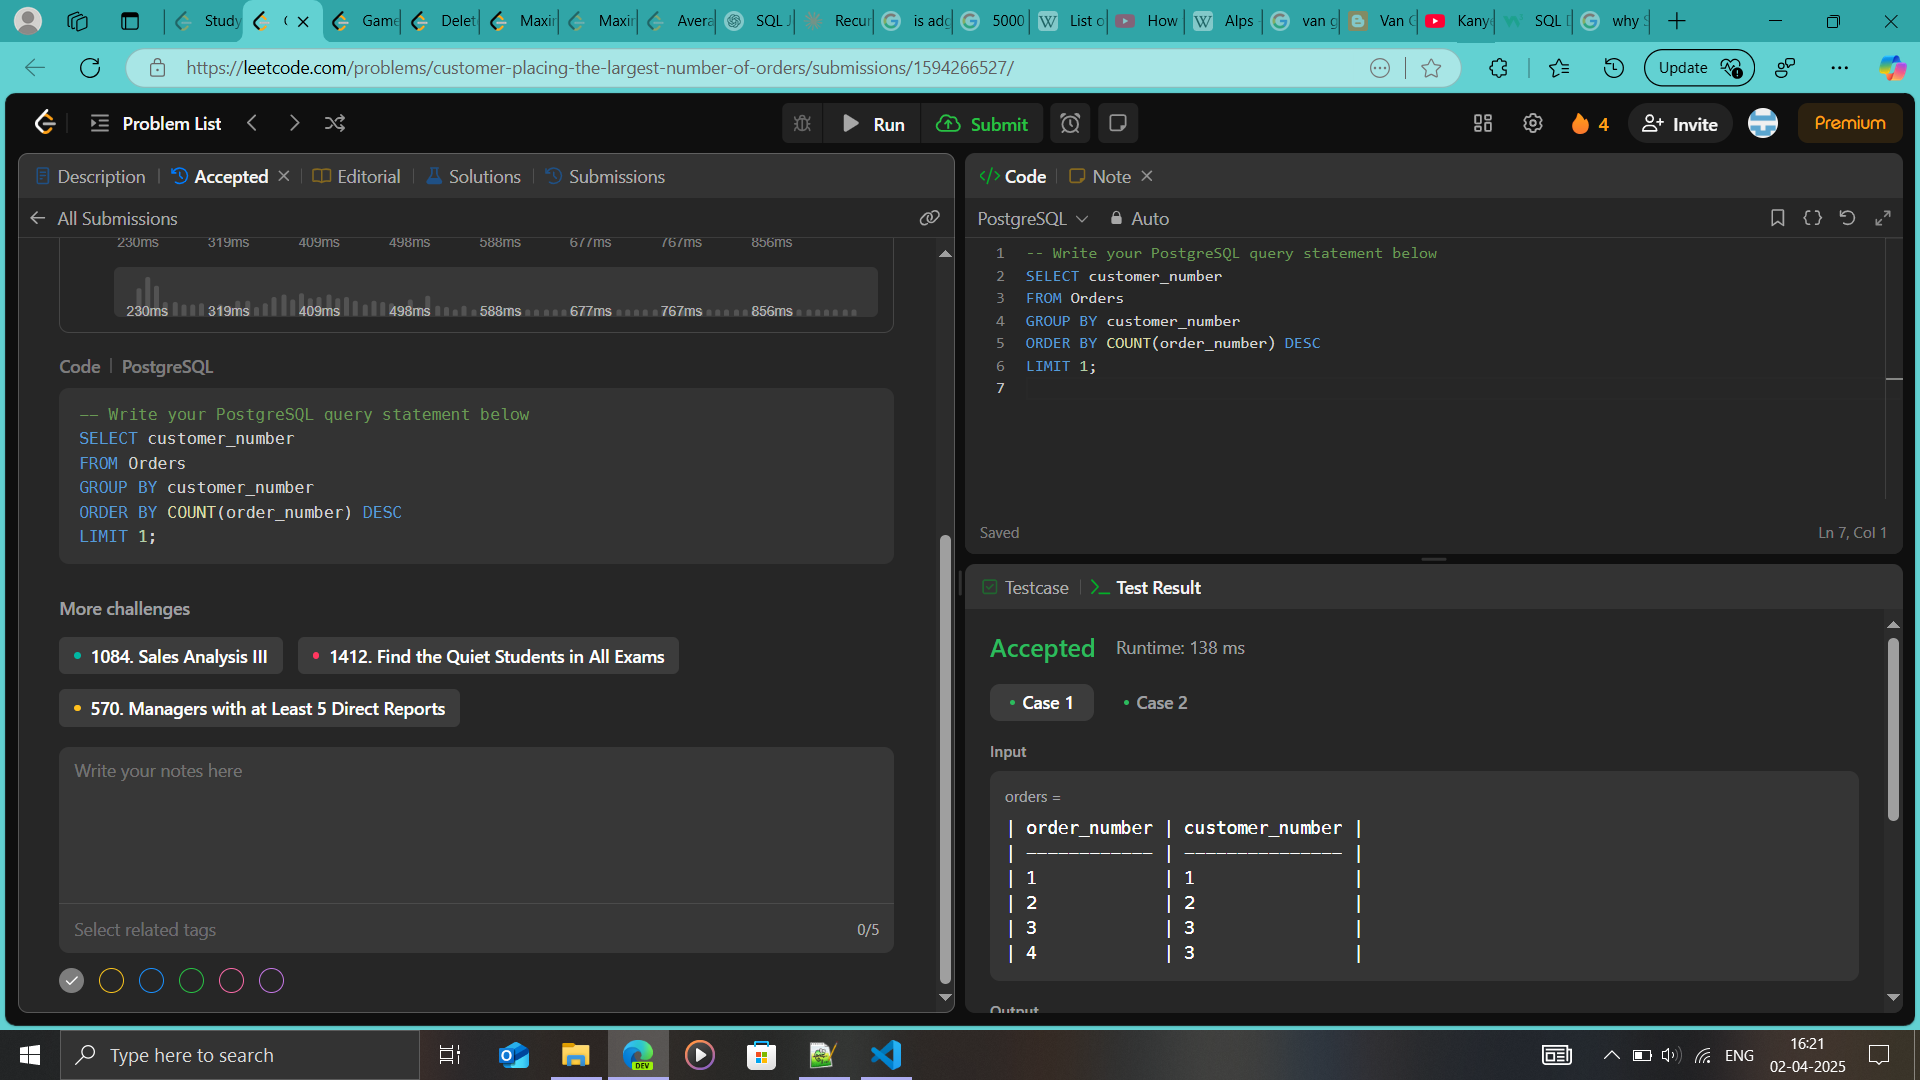 Study
C
Game
Delet
Maxin
Maxin
Avera
SQL J
Recur
is adg
5000
List o
How
Alps
van g
Van G
Kany
SQL D
why S
https://leetcode.com/problems/customer-placing-the-largest-number-of-orders/submissions/1594266527/
Update
Problem List
Run
Submit
4
Invite
Premium
Description
Accepted
Editorial
Solutions
Submissions
All Submissions
230ms 319ms 409ms 498ms 588ms 677ms 767ms 856ms
230ms 319ms 409ms 498ms 588ms 677ms 767ms 856ms
Code | PostgreSQL
-- Write your PostgreSQL query statement below
SELECT customer_number
FROM Orders
GROUP BY customer_number
ORDER BY COUNT(order_number) DESC
LIMIT 1;
More challenges
1084. Sales Analysis III
1412. Find the Quiet Students in All Exams
570. Managers with at Least 5 Direct Reports
Write your notes here
Select related tags
0/5
</> Code
Note
PostgreSQL
Auto
1 -- Write your PostgreSQL query statement below
2 SELECT customer_number
3 FROM Orders
4 GROUP BY customer_number
5 ORDER BY COUNT(order_number) DESC
6 LIMIT 1;
7
Saved
Ln 7, Col 1
Testcase
Test Result
Accepted
Runtime: 138 ms
Case 1
Case 2
Input
orders =
| order_number | customer_number |
| ------------ | --------------- |
| 1 | 1 |
| 2 | 2 |
| 3 | 3 |
| 4 | 3 |
Output
Type here to search
DEV
ENG
16:21
02-04-2025